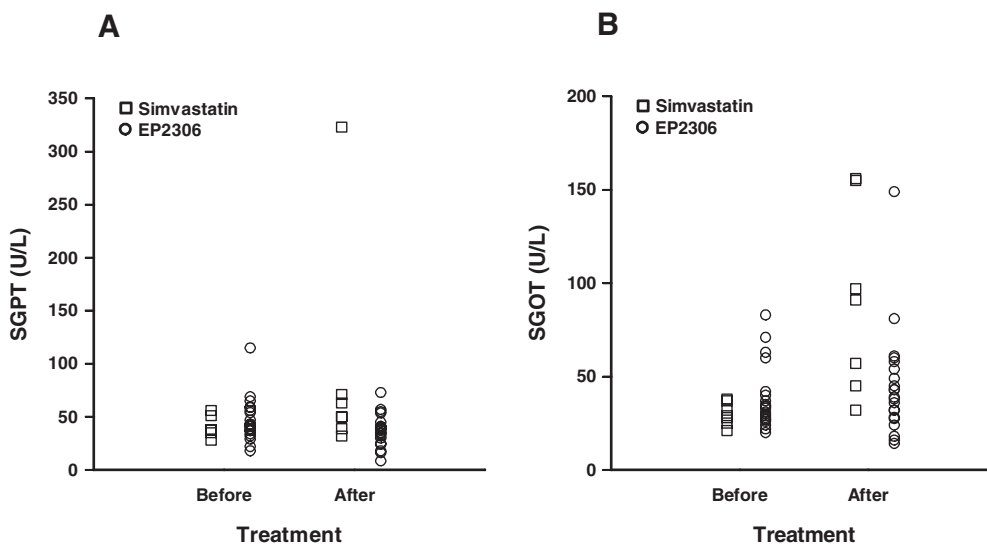 A
Simvastatin
EP2306
350
300
250
200
150
100
50
0
SGPT (U/L)
Before
After
Treatment
B
Simvastatin
EP2306
200
150
100
50
0
SGOT (U/L)
Before
After
Treatment